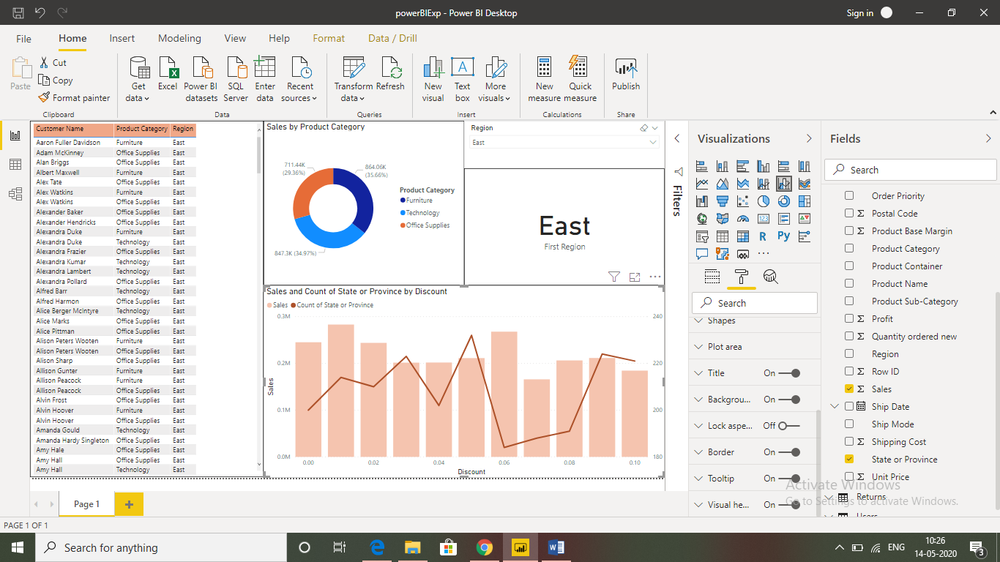 powerBIExp - Power BI Desktop
Sign in
File Home Insert Modeling View Help Format Data / Drill
Paste
Cut
Copy
Format painter
Clipboard
Get data
Excel
Power BI datasets
SQL Server
Enter data
Recent sources
Data
Transform data
Refresh
Queries
New visual
Text box
More visuals
Insert
New measure
Quick measure
Calculations
Publish
Share
Customer Name Product Category Region
Aaron Fuller Davidson Furniture East
Adam McKinney Office Supplies East
Alan Briggs Office Supplies East
Albert Maxwell Furniture East
Alex Tate Office Supplies East
Alex Watkins Furniture East
Alex Watkins Office Supplies East
Alexander Baker Office Supplies East
Alexander Hendricks Office Supplies East
Alexandra Duke Furniture East
Alexandra Duke Technology East
Alexandra Frazier Office Supplies East
Alexandra Kumar Technology East
Alexandra Lambert Technology East
Alexandra Pollard Office Supplies East
Alfred Barr Technology East
Alfred Harmon Office Supplies East
Alice Berger McIntyre Technology East
Alice Marks Office Supplies East
Alice Pittman Office Supplies East
Alison Peters Wooten Furniture East
Alison Peters Wooten Office Supplies East
Alison Sharp Office Supplies East
Allison Gunter Furniture East
Allison Peacock Furniture East
Allison Peacock Office Supplies East
Alvin Frost Office Supplies East
Alvin Hoover Furniture East
Alvin Hoover Office Supplies East
Amanda Gould Technology East
Amanda Hardy Singleton Office Supplies East
Amy Hale Office Supplies East
Amy Hall Office Supplies East
Amy Hall Technology East
Sales by Product Category
711.44K
(29.36%)
864.06K
(35.66%)
847.3K (34.97%)
Product Category
Furniture
Technology
Office Supplies
Region
East
East
First Region
Sales and Count of State or Province by Discount
Sales Count of State or Province
0.3M
0.2M
0.1M
0.0M
Sales
240
220
200
180
0.00 0.02 0.04 0.06 0.08 0.10
Discount
Filters
Visualizations
123
R
Py
Search
Shapes
Plot area
Title On
Backgrou... On
Lock aspe... Off
Border On
Tooltip On
Visual he... On
Fields
Search
Order Priority
Postal Code
Product Base Margin
Product Category
Product Container
Product Name
Product Sub-Category
Profit
Quantity ordered new
Region
Row ID
Sales
Ship Date
Ship Mode
Shipping Cost
State or Province
Unit Price
Returns
Users
Activate Windows
Go to Settings to activate Windows.
Page 1
PAGE 1 OF 1
Search for anything
ENG
10:26
14-05-2020
3